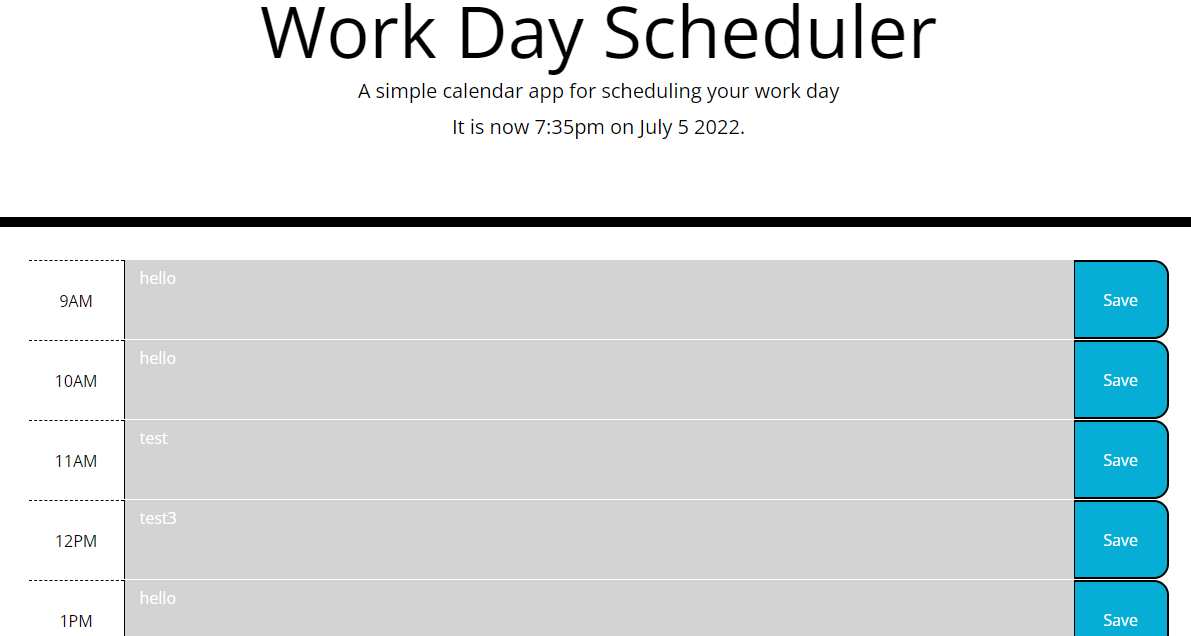 Work Day Scheduler
A simple calendar app for scheduling your work day
It is now 7:35pm on July 5 2022.
9AM
hello
Save
10AM
hello
Save
11AM
test
Save
12PM
test3
Save
1PM
hello
Save